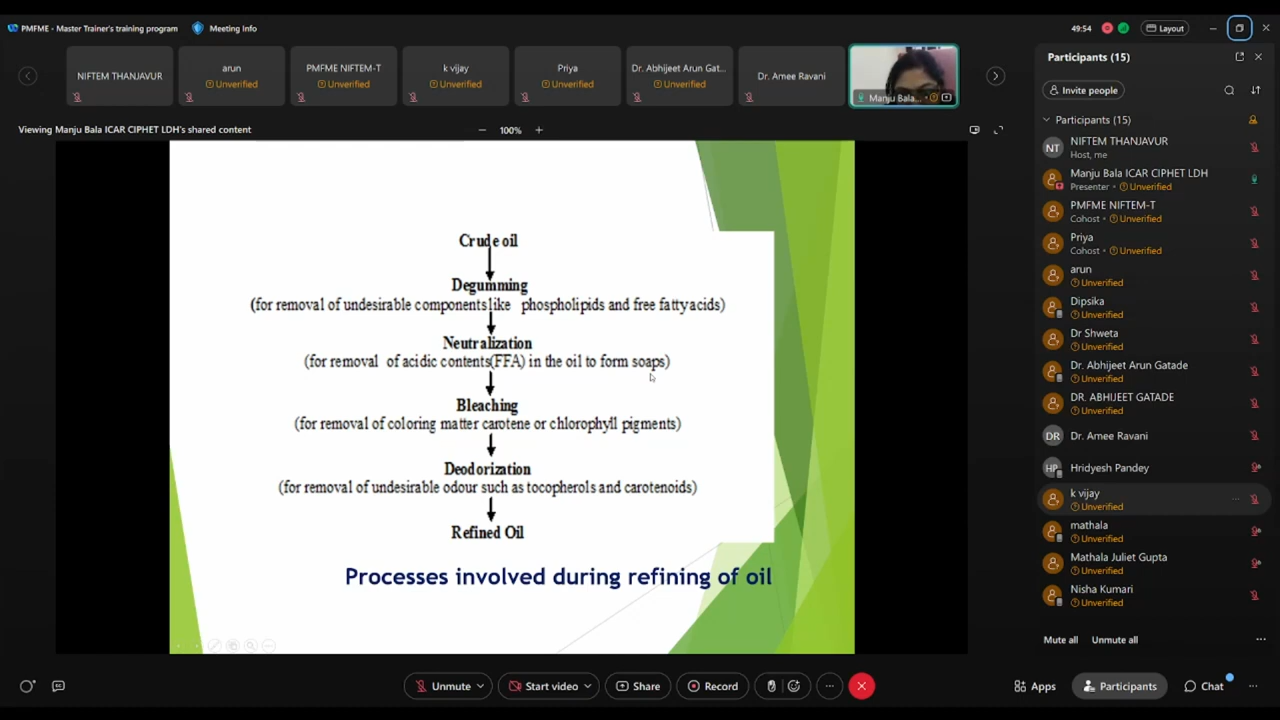 PMFME - Master Trainer's training program
Meeting Info
49:54
Layout
NIFTEM THANJAVUR
arun
Unverified
PMFME NIFTEM-T
Unverified
k vijay
Unverified
Priya
Unverified
Dr. Abhijeet Arun Gat...
Unverified
Dr. Amee Ravani
Manju Bala...
Viewing Manju Bala ICAR CIPHET LDH's shared content
100%
Crude oil
Degumming
(for removal of undesirable components like phospholipids and free fatty acids)
Neutralization
(for removal of acidic contents(FFA) in the oil to form soaps)
Bleaching
(for removal of coloring matter carotene or chlorophyll pigments)
Deodorization
(for removal of undesirable odour such as tocopherols and carotenoids)
Refined Oil
Processes involved during refining of oil
Participants (15)
Invite people
Participants (15)
NT
NIFTEM THANJAVUR
Host, me
Manju Bala ICAR CIPHET LDH
Presenter • Unverified
PMFME NIFTEM-T
Cohost • Unverified
Priya
Cohost • Unverified
arun
Unverified
Dipsika
Unverified
Dr Shweta
Unverified
Dr. Abhijeet Arun Gatade
Unverified
DR. ABHIJEET GATADE
Unverified
DR
Dr. Amee Ravani
HP
Hridyesh Pandey
k vijay
Unverified
mathala
Unverified
Mathala Juliet Gupta
Unverified
Nisha Kumari
Unverified
Mute all
Unmute all
Unmute
Start video
Share
Record
Apps
Participants
Chat